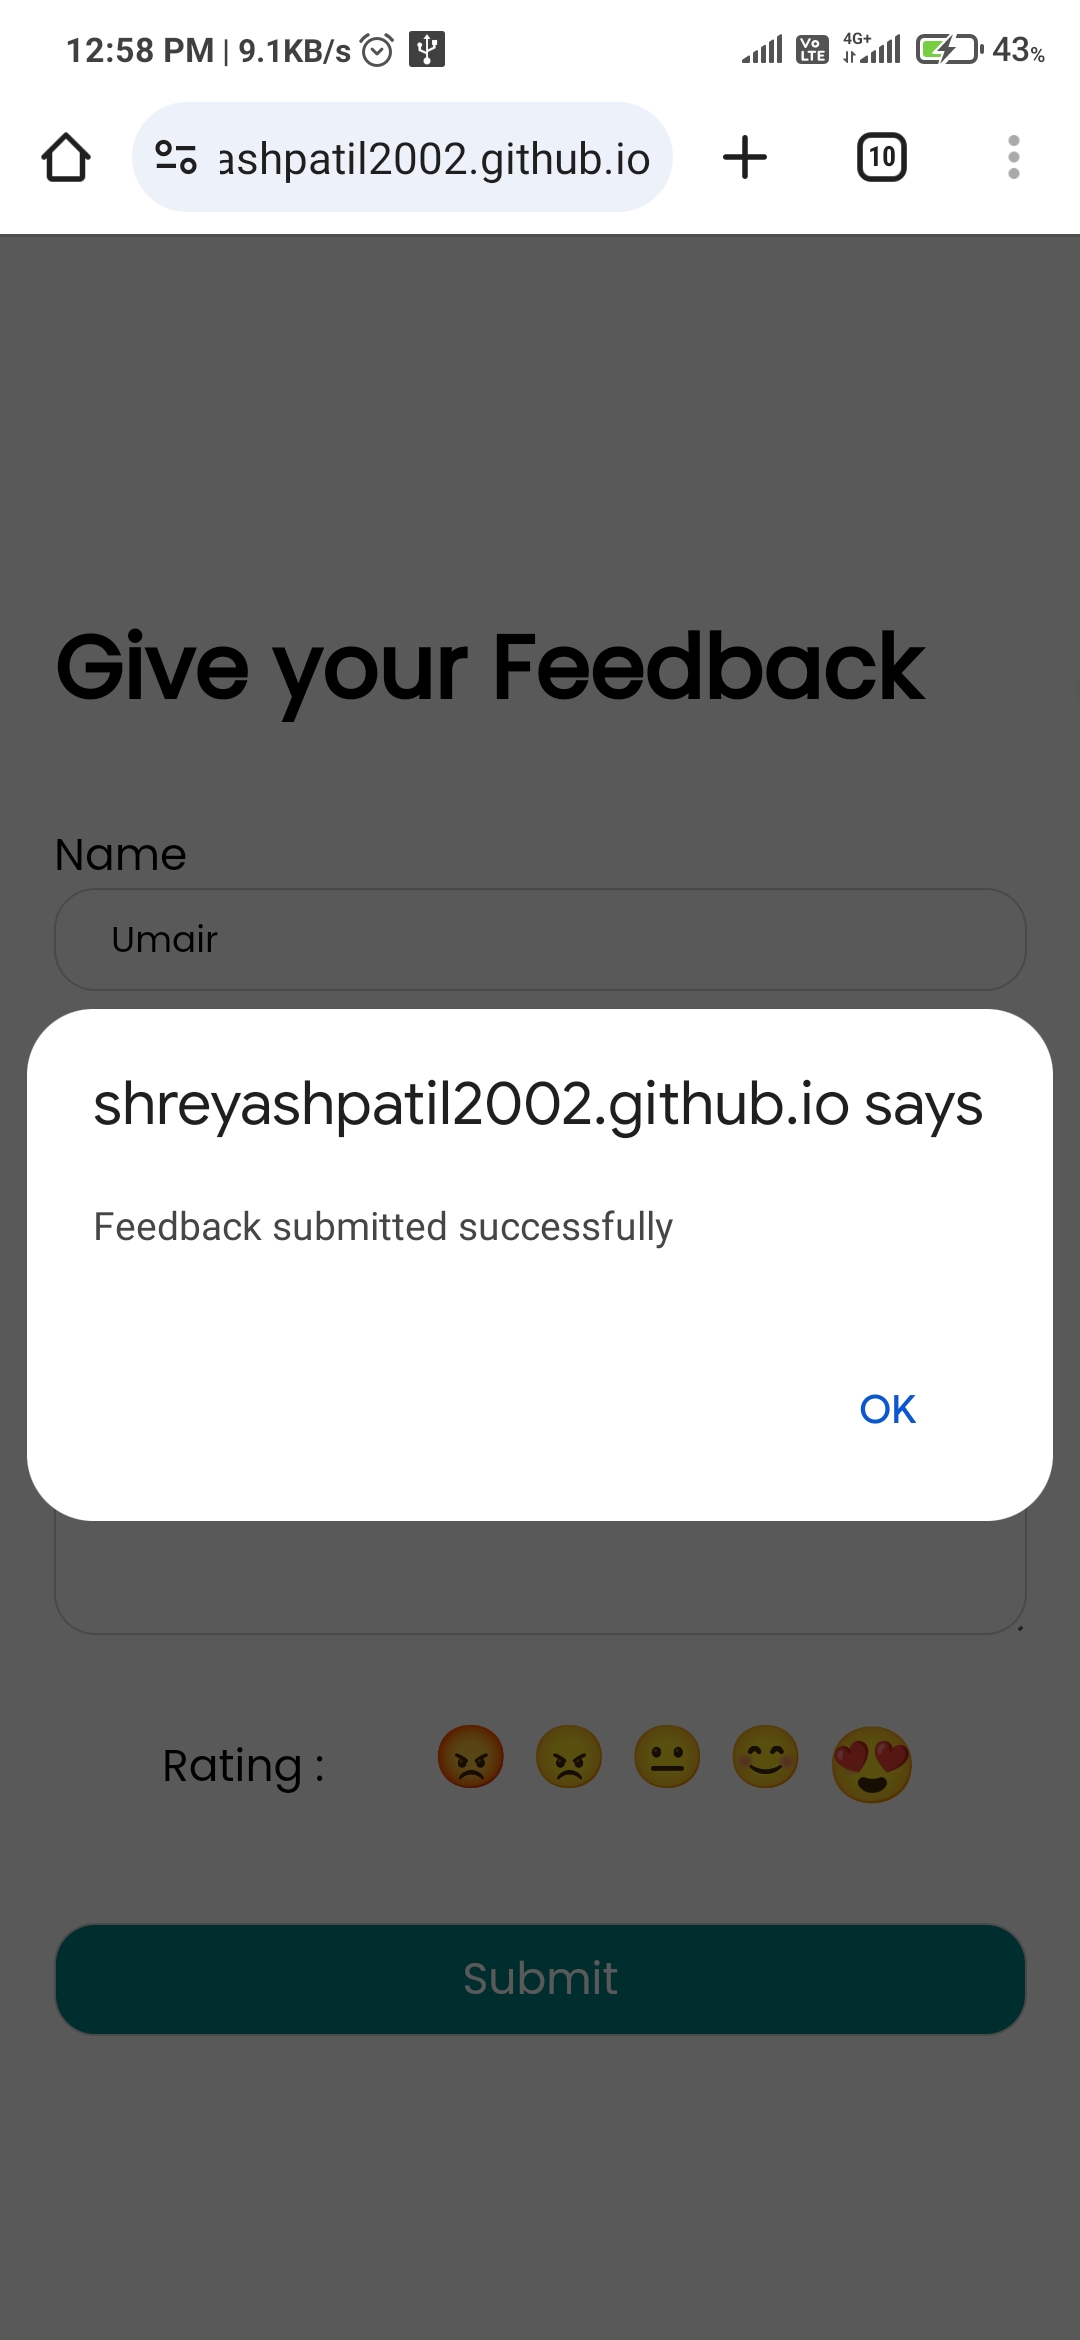 12:58 PM | 9.1KB/s Vo LTE 4G+ 43%
ashpatil2002.github.io 10
Give your Feedback
Name
Umair
shreyashpatil2002.github.io says
Feedback submitted successfully
OK
Rating :
Submit